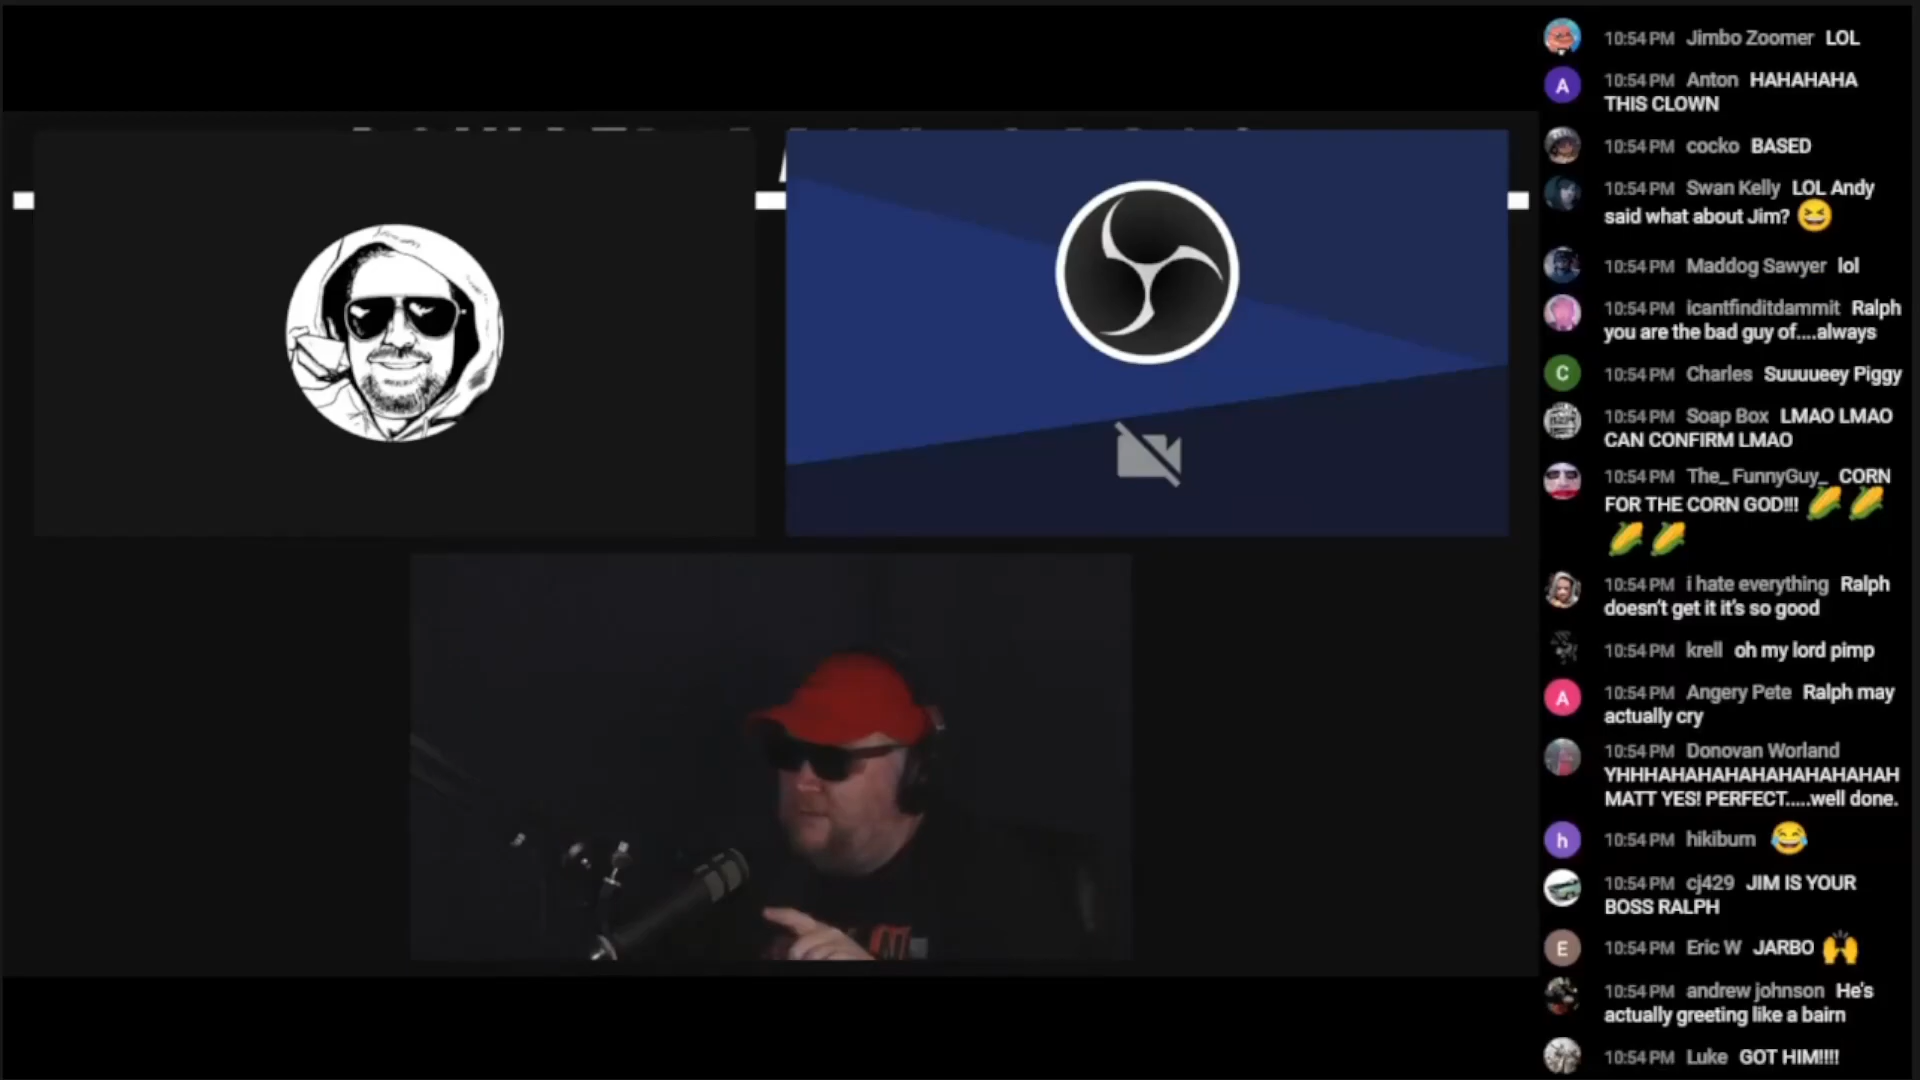 10:54 PM Jimbo Zoomer LOL
10:54 PM Anton HAHAHAHA
THIS CLOWN
10:54 PM cocko BASED
10:54 PM Swan Kelly LOL Andy
said what about Jim? 😆
10:54 PM Maddog Sawyer lol
10:54 PM icantfinditdammit Ralph
you are the bad guy of....always
10:54 PM Charles Suuuueey Piggy
10:54 PM Soap Box LMAO LMAO
CAN CONFIRM LMAO
10:54 PM The_FunnyGuy_ CORN
FOR THE CORN GOD!!! 🌽🌽
🌽🌽
10:54 PM i hate everything Ralph
doesn't get it it's so good
10:54 PM krell oh my lord pimp
10:54 PM Angery Pete Ralph may
actually cry
10:54 PM Donovan Worland
YHHHAHAHAHAHAHAHAHAHAH
MATT YES! PERFECT.....well done.
10:54 PM hikibum 😂
10:54 PM cj429 JIM IS YOUR
BOSS RALPH
10:54 PM Eric W JARBO 🙌
10:54 PM andrew johnson He's
actually greeting like a bairn
10:54 PM Luke GOT HIM!!!!
A
C
A
h
E